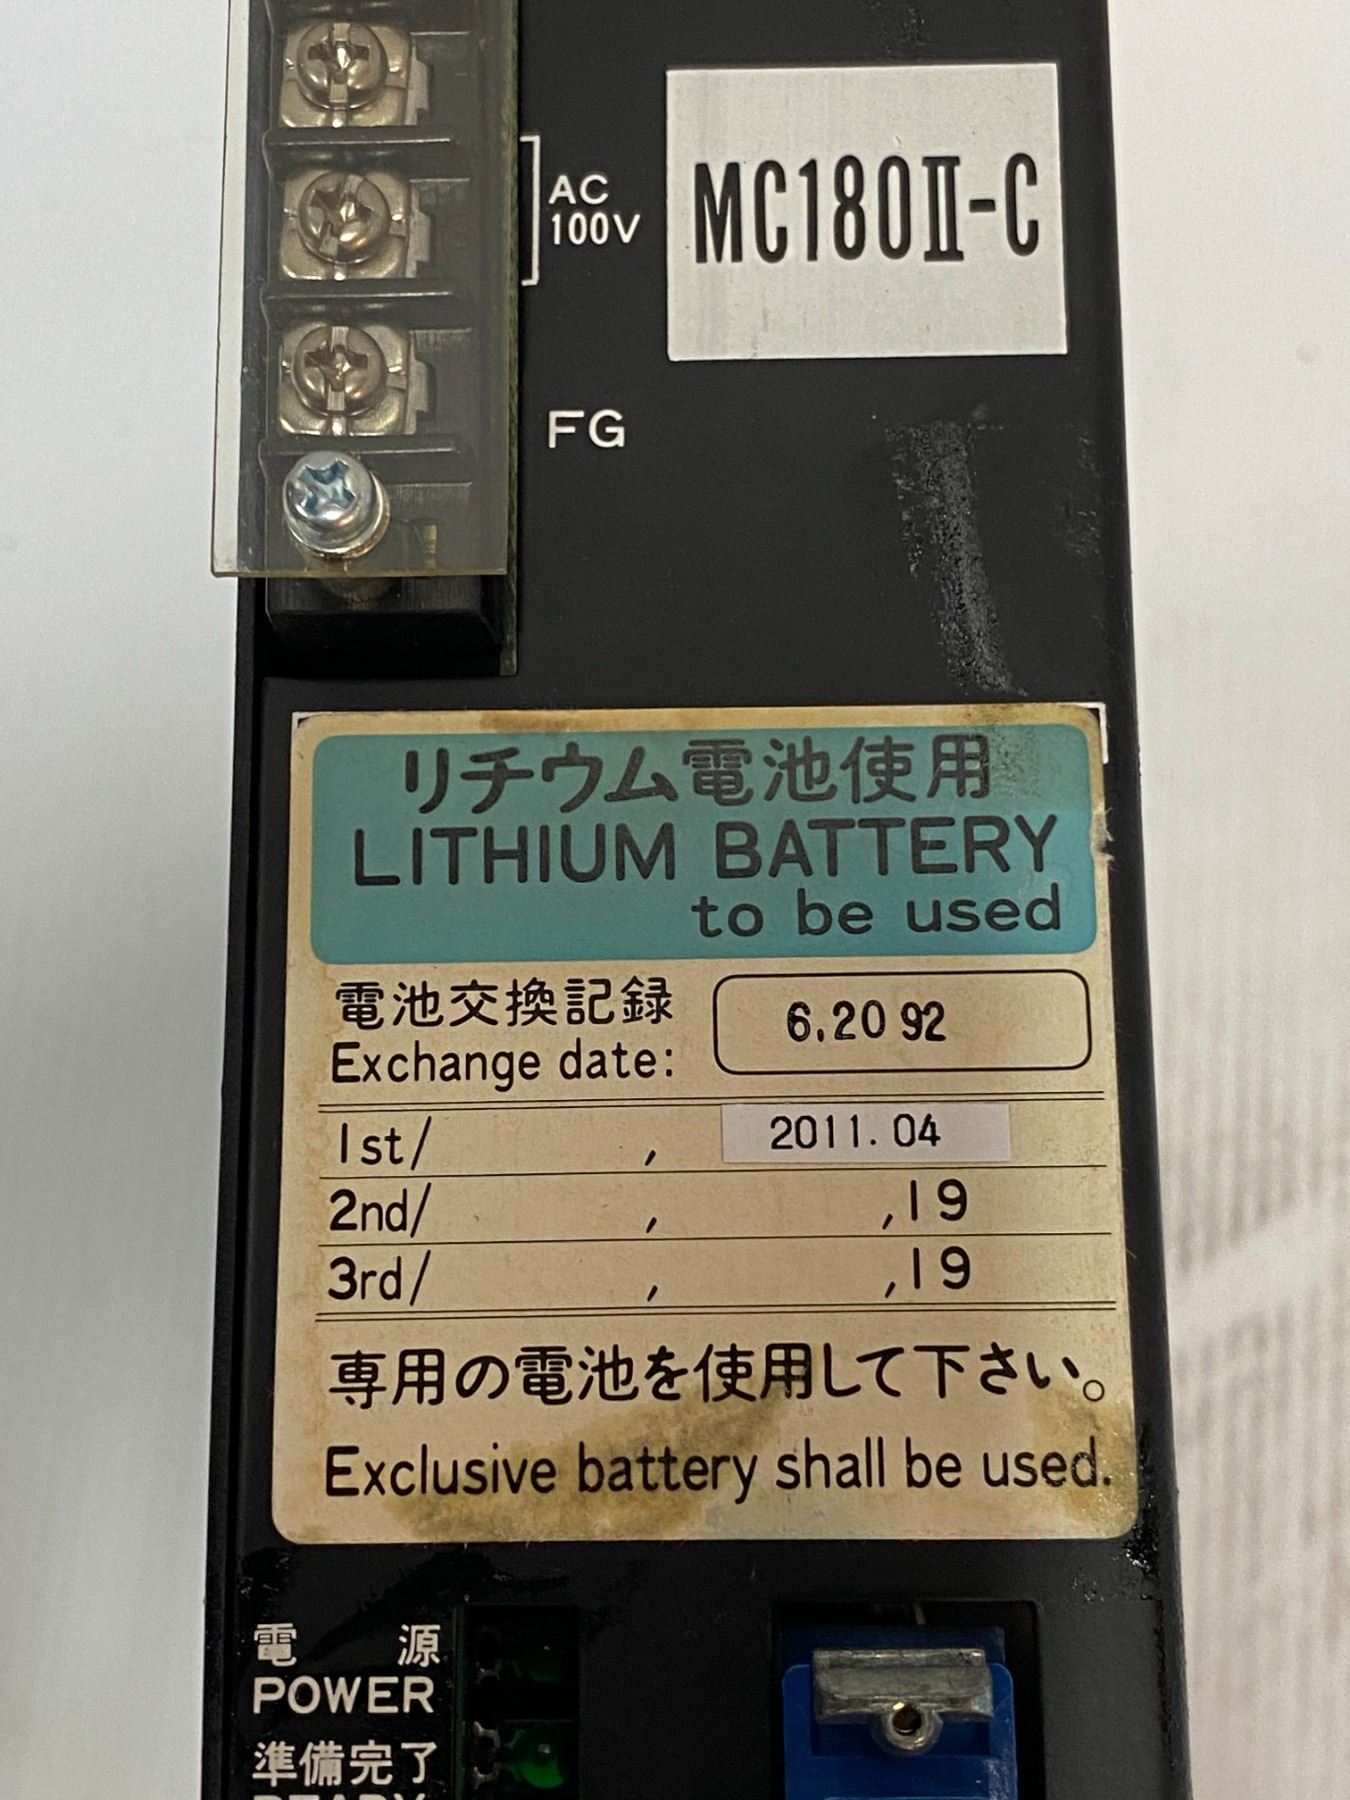 AC
100V
MC180Ⅱ-C
FG
リチウム電池使用
LITHIUM BATTERY
to be used
電池交換記録
Exchange date:
6.20 92
1st/ , 2011.04
2nd/ , ,19
3rd/ , ,19
専用の電池を使用して下さい。
Exclusive battery shall be used.
電 源
POWER
準備完了
READY